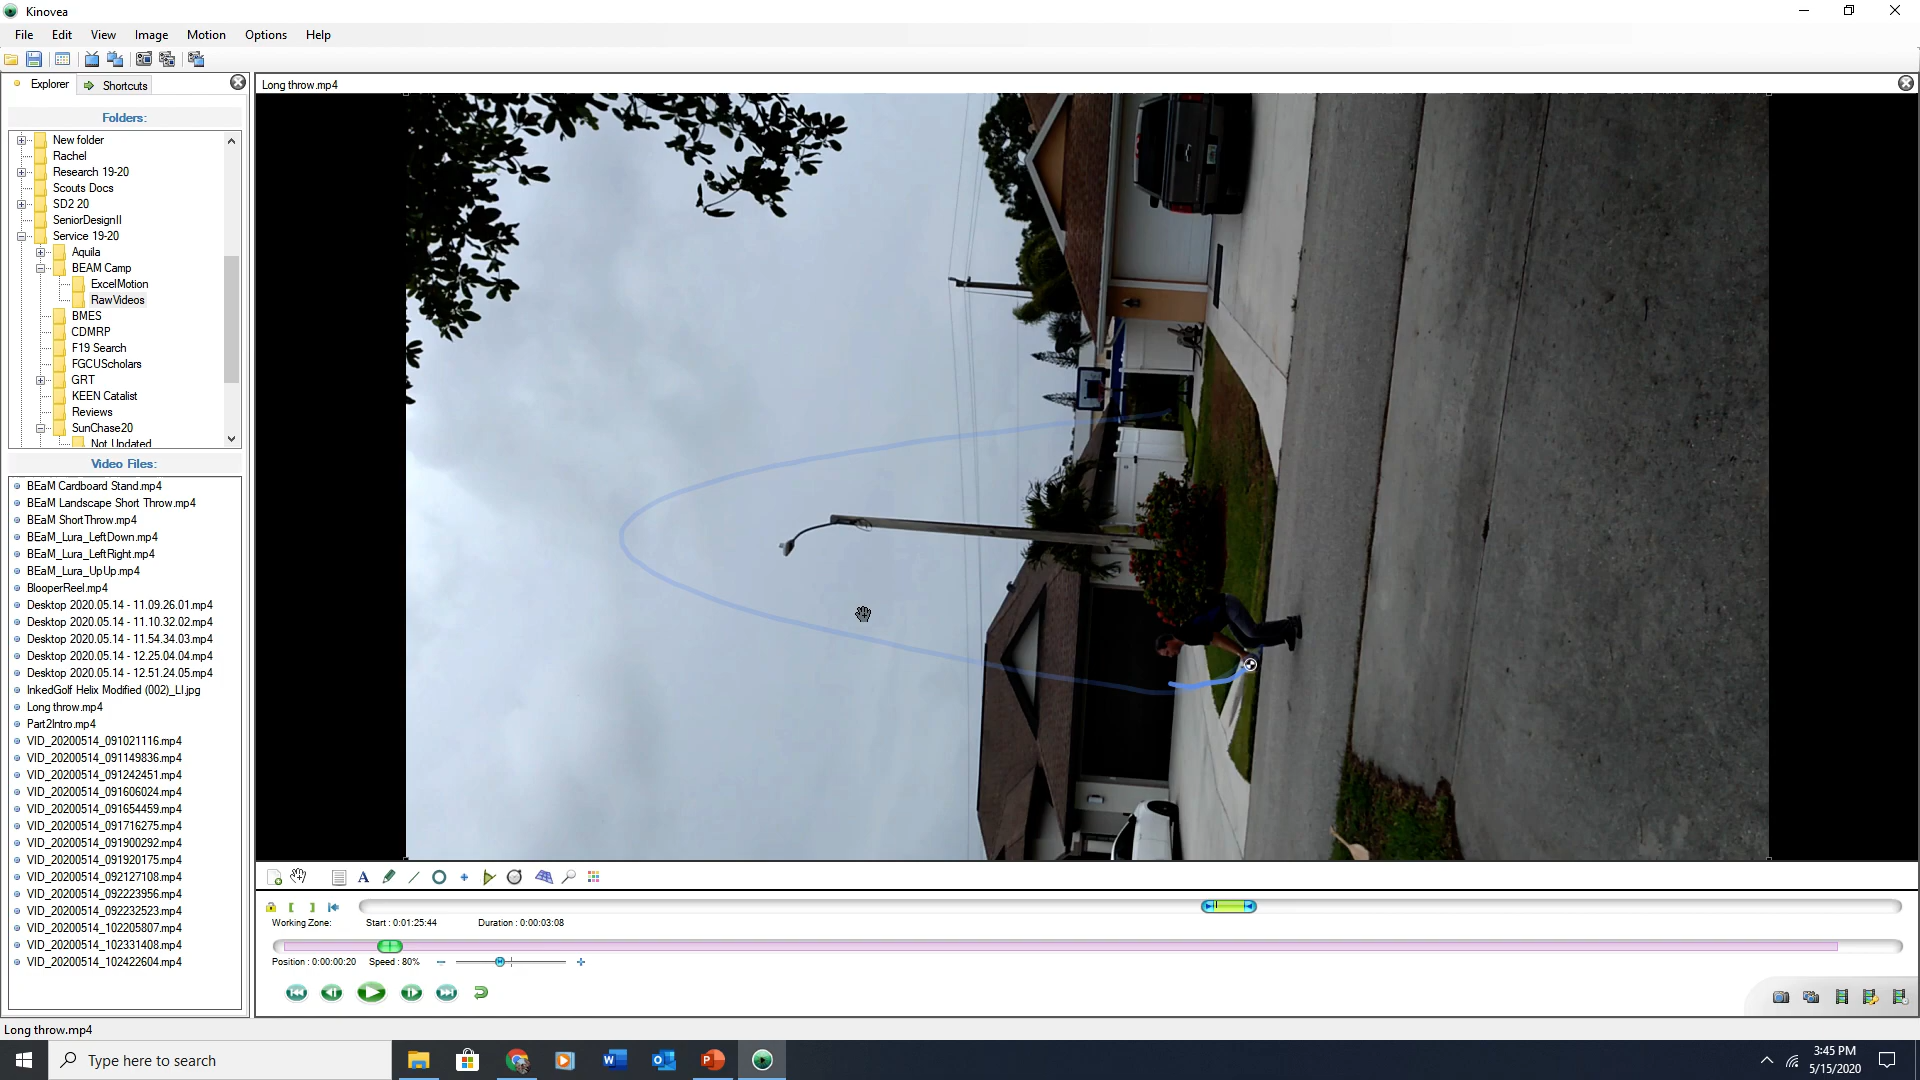 Kinovea
File Edit View Image Motion Options Help
Explorer Shortcuts
Long throw.mp4
Folders:
New folder
Rachel
Research 19-20
Scouts Docs
SD2 20
SeniorDesignII
Service 19-20
Aquila
BEAM Camp
ExcelMotion
RawVideos
BMES
CDMRP
F19 Search
FGCUScholars
GRT
KEEN Catalist
Reviews
SunChase20
Not Updated
Video Files:
BEaM Cardboard Stand.mp4
BEaM Landscape Short Throw.mp4
BEaM ShortThrow.mp4
BEaM_Lura_LeftDown.mp4
BEaM_Lura_LeftRight.mp4
BEaM_Lura_UpUp.mp4
BlooperReel.mp4
Desktop 2020.05.14 - 11.09.26.01.mp4
Desktop 2020.05.14 - 11.10.32.02.mp4
Desktop 2020.05.14 - 11.54.34.03.mp4
Desktop 2020.05.14 - 12.25.04.04.mp4
Desktop 2020.05.14 - 12.51.24.05.mp4
InkedGolf Helix Modified (002)_LI.jpg
Long throw.mp4
Part2Intro.mp4
VID_20200514_091021116.mp4
VID_20200514_091149836.mp4
VID_20200514_091242451.mp4
VID_20200514_091606024.mp4
VID_20200514_091654459.mp4
VID_20200514_091716275.mp4
VID_20200514_091900292.mp4
VID_20200514_091920175.mp4
VID_20200514_092127108.mp4
VID_20200514_092223956.mp4
VID_20200514_092232523.mp4
VID_20200514_102205807.mp4
VID_20200514_102331408.mp4
VID_20200514_102422604.mp4
Working Zone: Start : 0:01:25:44 Duration : 0:00:03:08
Position : 0:00:00:20 Speed : 80%
Long throw.mp4
Type here to search
3:45 PM
5/15/2020